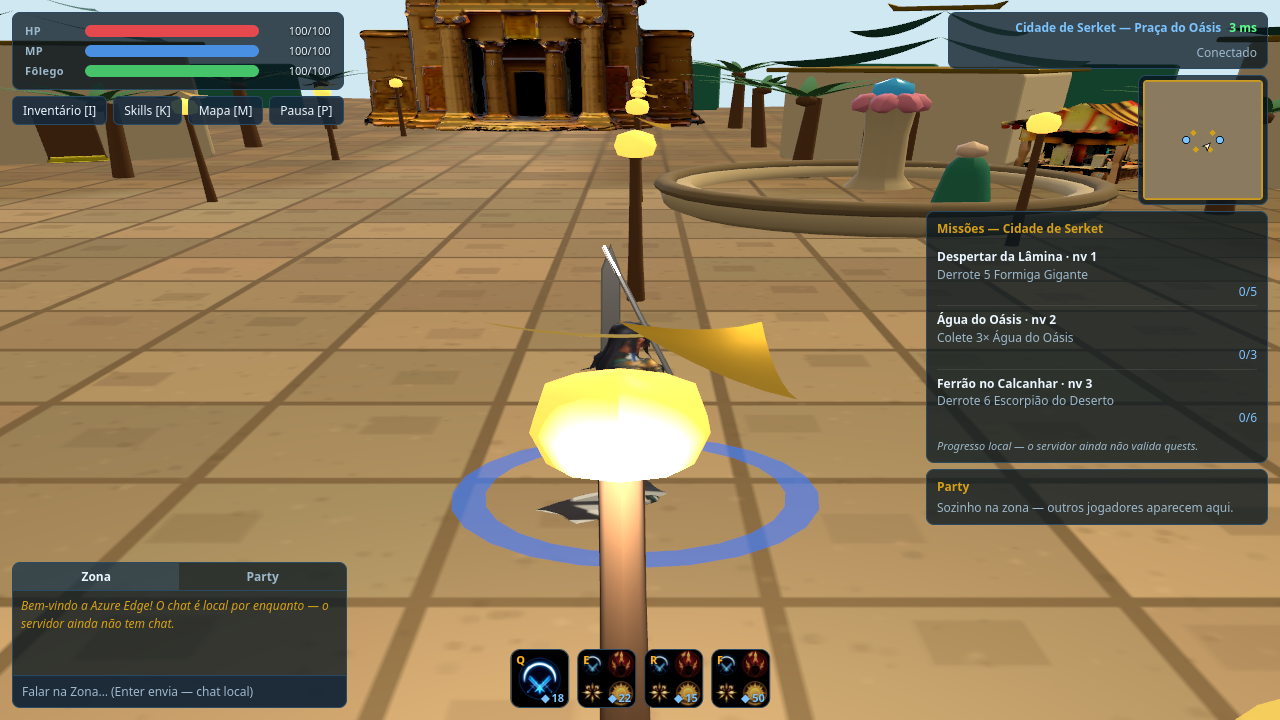 HP 100/100
MP 100/100
Fôlego 100/100
Inventário [I] Skills [K] Mapa [M] Pausa [P]
Cidade de Serket — Praça do Oásis 3 ms
Conectado
Missões — Cidade de Serket
Despertar da Lâmina · nv 1
Derrote 5 Formiga Gigante
0/5
Água do Oásis · nv 2
Colete 3× Água do Oásis
0/3
Ferrão no Calcanhar · nv 3
Derrote 6 Escorpião do Deserto
0/6
Progresso local — o servidor ainda não valida quests.
Party
Sozinho na zona — outros jogadores aparecem aqui.
Zona Party
Bem-vindo a Azure Edge! O chat é local por enquanto — o
servidor ainda não tem chat.
Falar na Zona... (Enter envia — chat local)
Q E R F
18 22 15 50